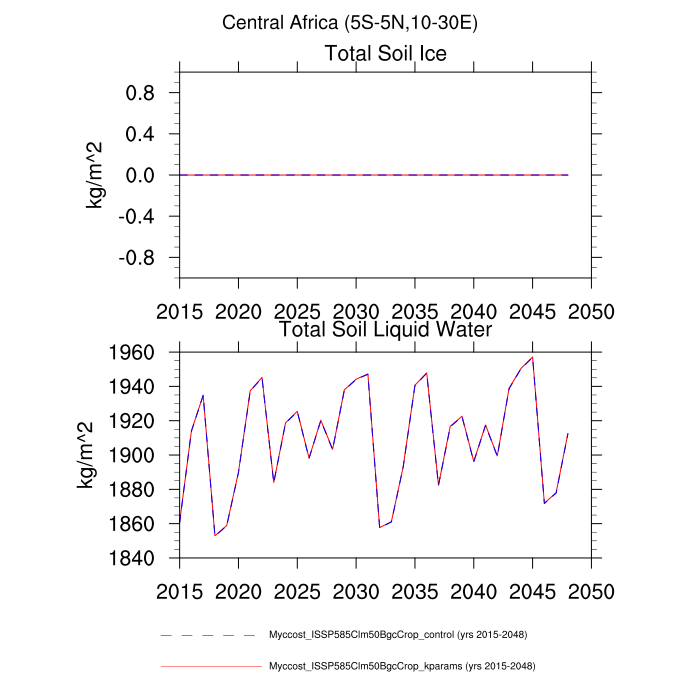 Central Africa (5S-5N,10-30E)
Total Soil Ice
0.8
0.4
0.0
-0.4
-0.8
kg/m^2
2015 2020 2025 2030 2035 2040 2045 2050
Total Soil Liquid Water
1960
1940
1920
1900
1880
1860
1840
kg/m^2
2015 2020 2025 2030 2035 2040 2045 2050
Myccost_ISSP585Clm50BgcCrop_control (yrs 2015-2048)
Myccost_ISSP585Clm50BgcCrop_kparams (yrs 2015-2048)